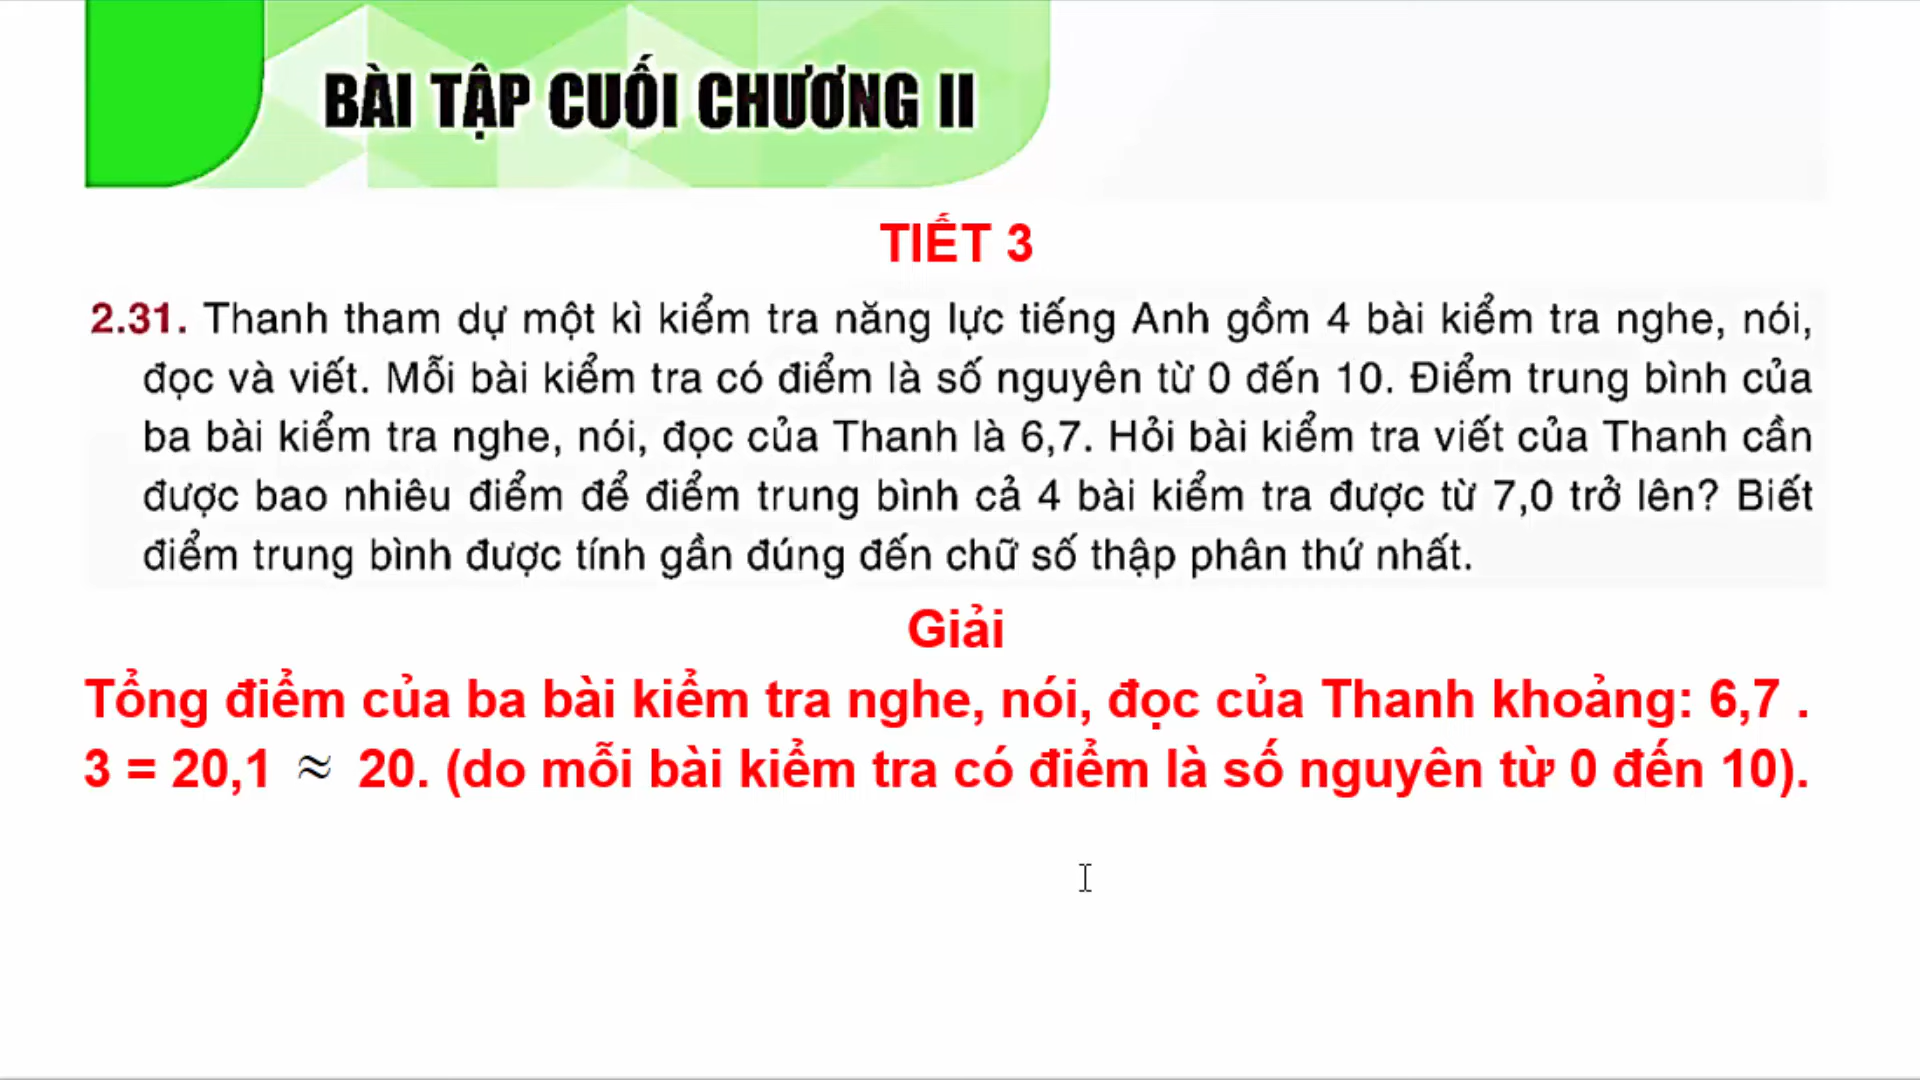 BÀI TẬP CUỐI CHƯƠNG II
TIẾT 3
2.31. Thanh tham dự một kì kiểm tra năng lực tiếng Anh gồm 4 bài kiểm tra nghe, nói,
đọc và viết. Mỗi bài kiểm tra có điểm là số nguyên từ 0 đến 10. Điểm trung bình của
ba bài kiểm tra nghe, nói, đọc của Thanh là 6,7. Hỏi bài kiểm tra viết của Thanh cần
được bao nhiêu điểm để điểm trung bình cả 4 bài kiểm tra được từ 7,0 trở lên? Biết
điểm trung bình được tính gần đúng đến chữ số thập phân thứ nhất.
Giải
Tổng điểm của ba bài kiểm tra nghe, nói, đọc của Thanh khoảng: 6,7 .
3 = 20,1 ≈ 20. (do mỗi bài kiểm tra có điểm là số nguyên từ 0 đến 10).